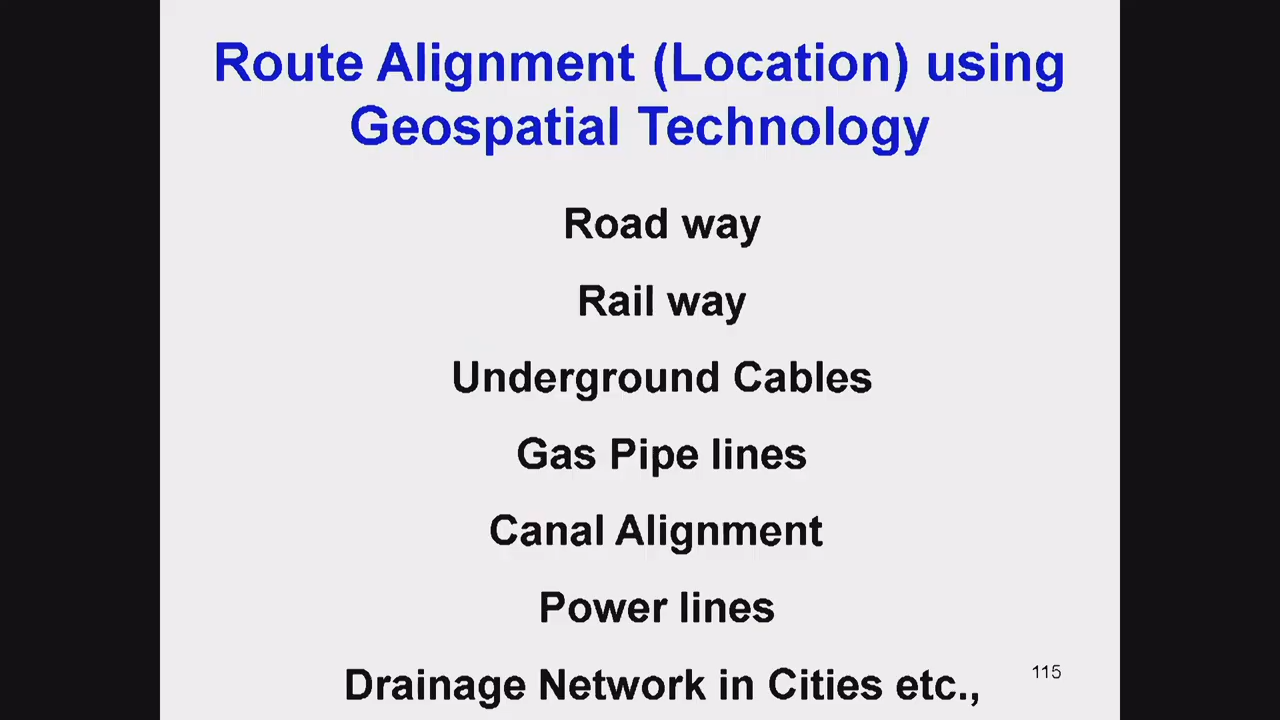 Route Alignment (Location) using
Geospatial Technology
Road way
Rail way
Underground Cables
Gas Pipe lines
Canal Alignment
Power lines
Drainage Network in Cities etc.,
115